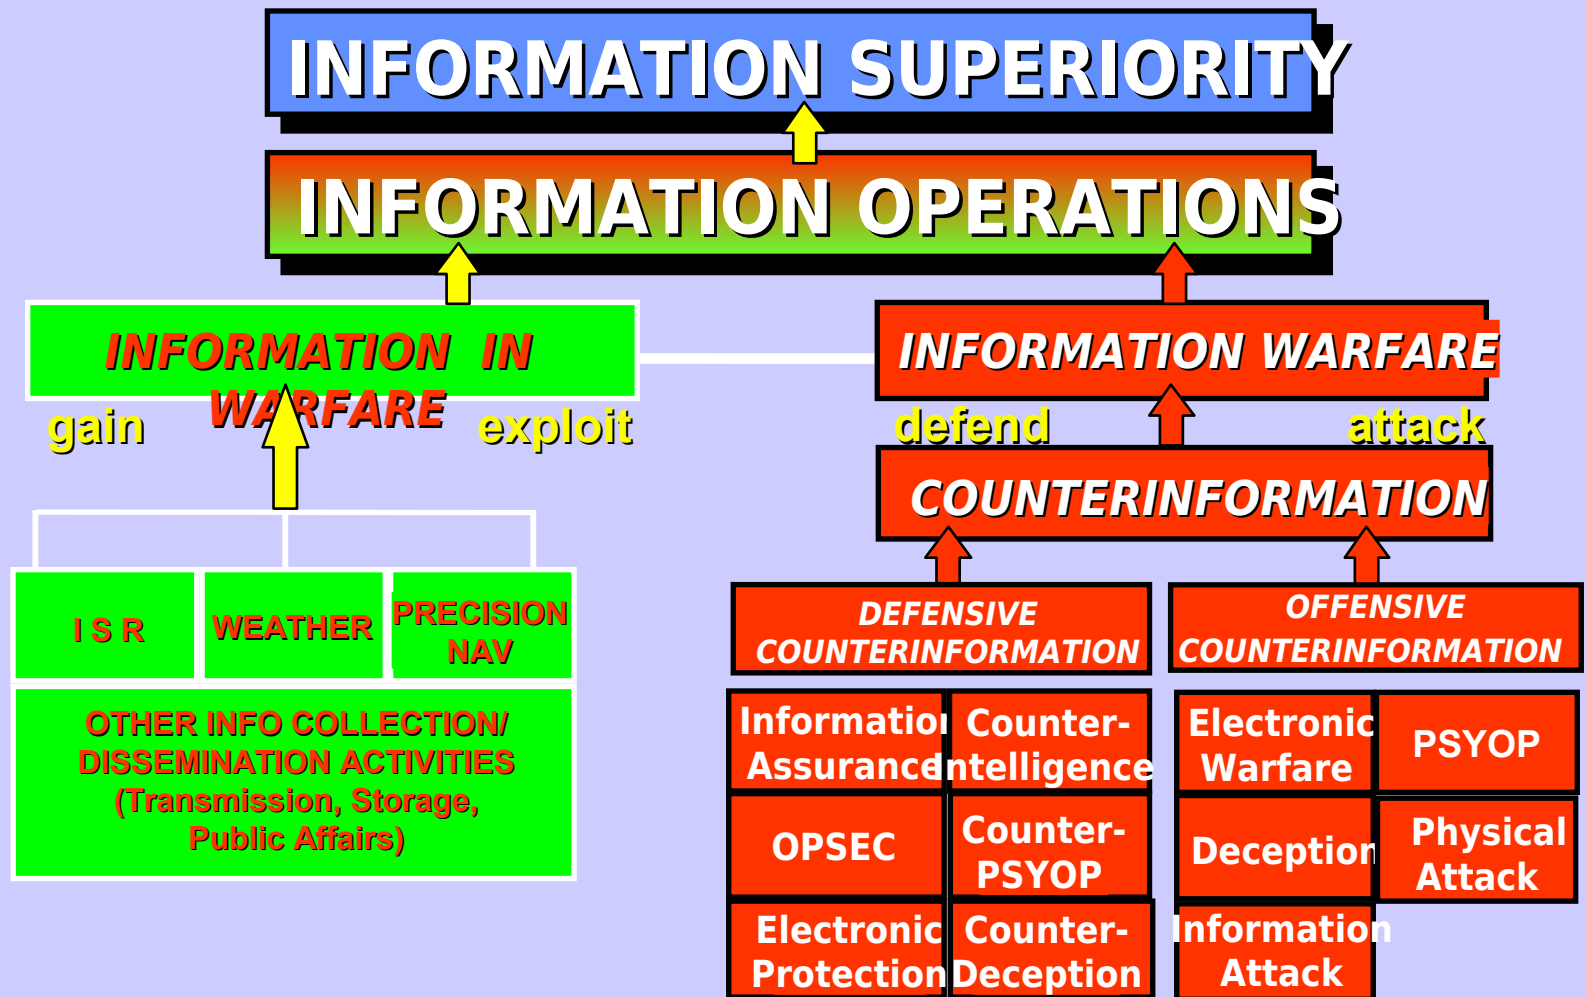 INFORMATION SUPERIORITY
INFORMATION OPERATIONS
INFORMATION IN
WARFARE
gain
exploit
INFORMATION WARFARE
defend
attack
COUNTERINFORMATION
I S R
WEATHER
PRECISION
NAV
OTHER INFO COLLECTION/
DISSEMINATION ACTIVITIES
(Transmission, Storage,
Public Affairs)
DEFENSIVE
COUNTERINFORMATION
OFFENSIVE
COUNTERINFORMATION
Information
Assurance
Counter-
Intelligence
Electronic
Warfare
PSYOP
OPSEC
Counter-
PSYOP
Deception
Physical
Attack
Electronic
Protection
Counter-
Deception
Information
Attack